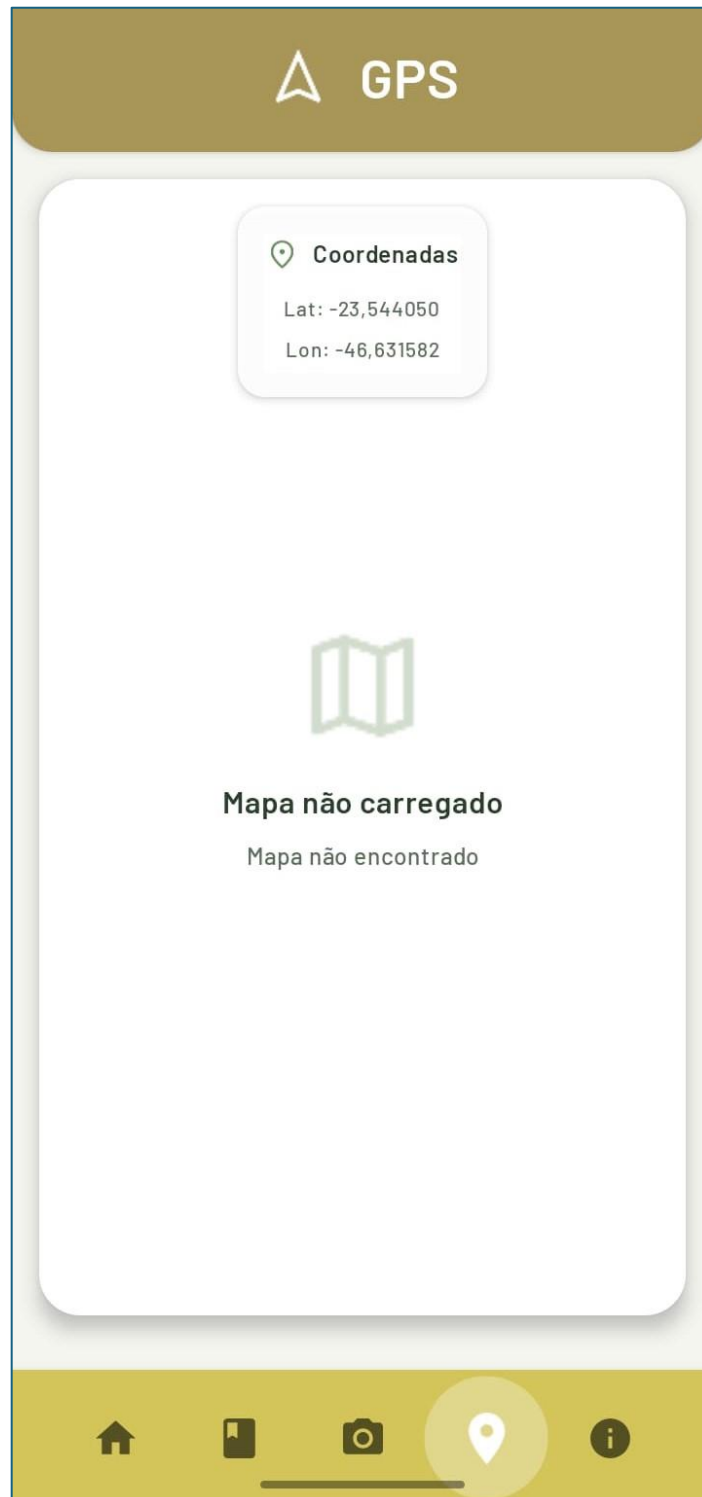 GPS
Coordenadas
Lat: -23,544050
Lon: -46,631582
Mapa não carregado
Mapa não encontrado